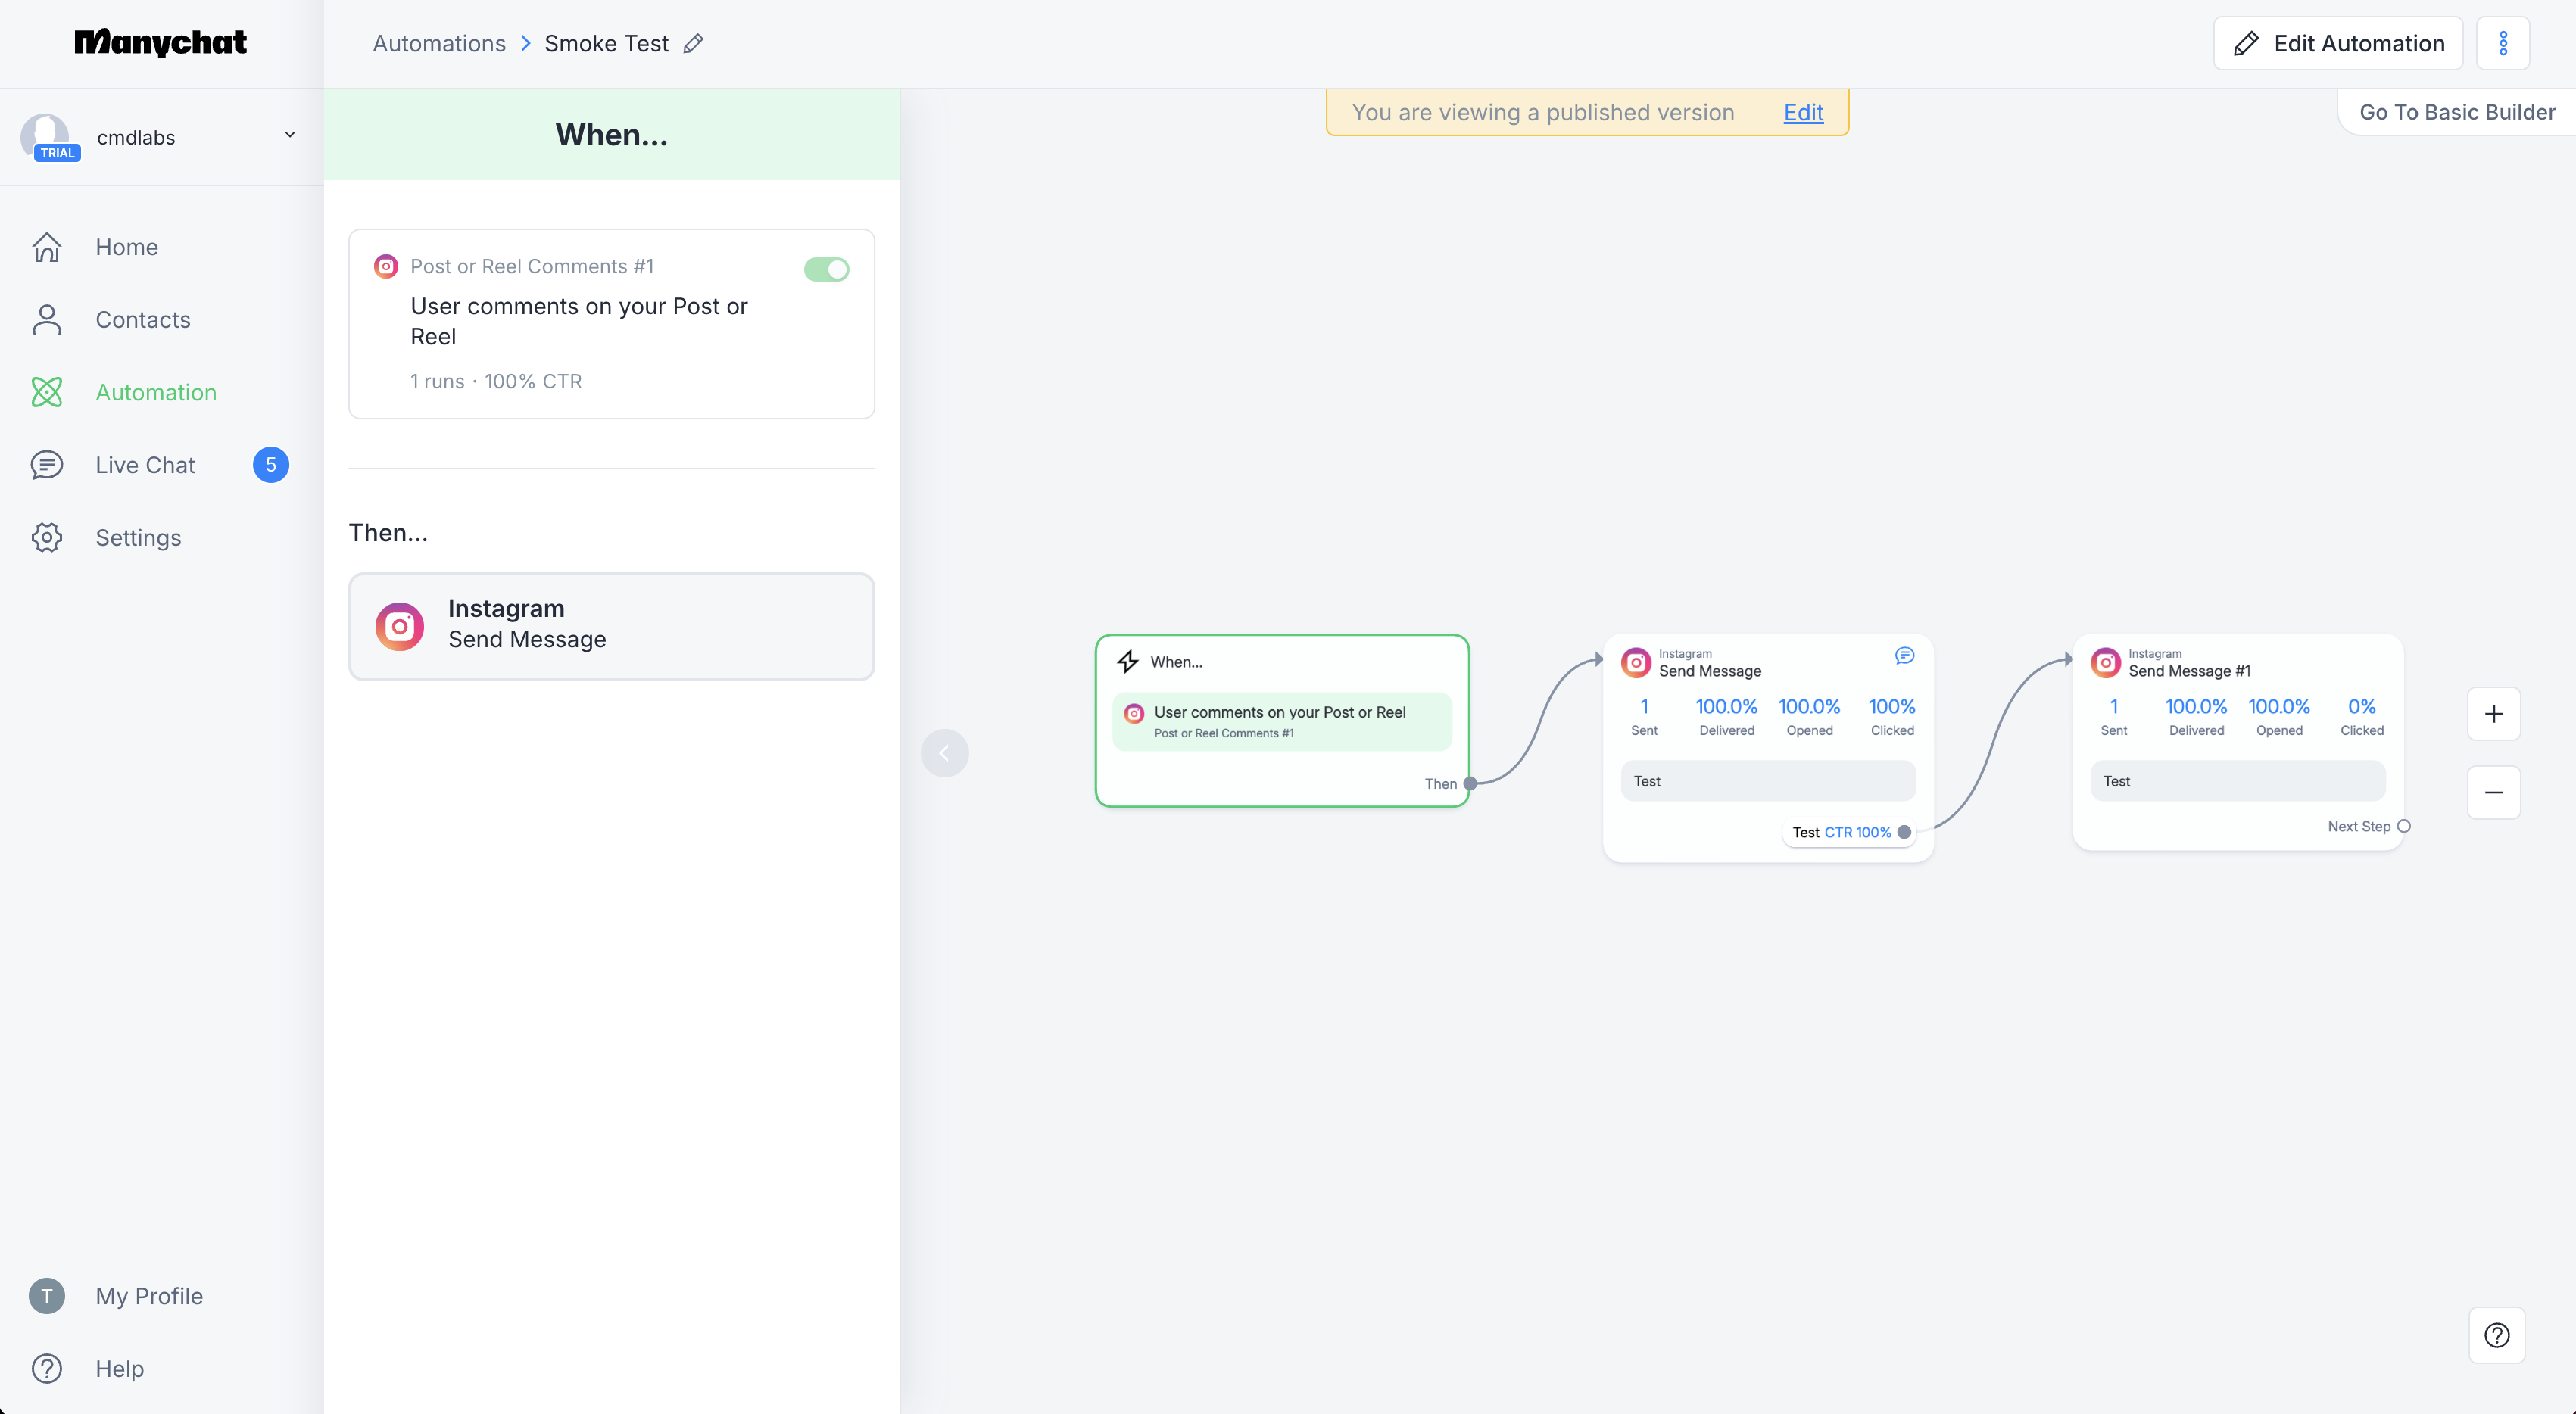 Manychat
TRIAL
cmdlabs
Home
Contacts
Automation
Live Chat
5
Settings
T
My Profile
Help
Automations
Smoke Test
Edit Automation
When...
Post or Reel Comments #1
User comments on your Post or
Reel
1 runs · 100% CTR
Then...
Instagram
Send Message
You are viewing a published version
Edit
Go To Basic Builder
When...
User comments on your Post or Reel
Post or Reel Comments #1
Then
Instagram
Send Message
1 100.0% 100.0% 100%
Sent Delivered Opened Clicked
Test
Test CTR 100%
Instagram
Send Message #1
1 100.0% 100.0% 0%
Sent Delivered Opened Clicked
Test
Next Step